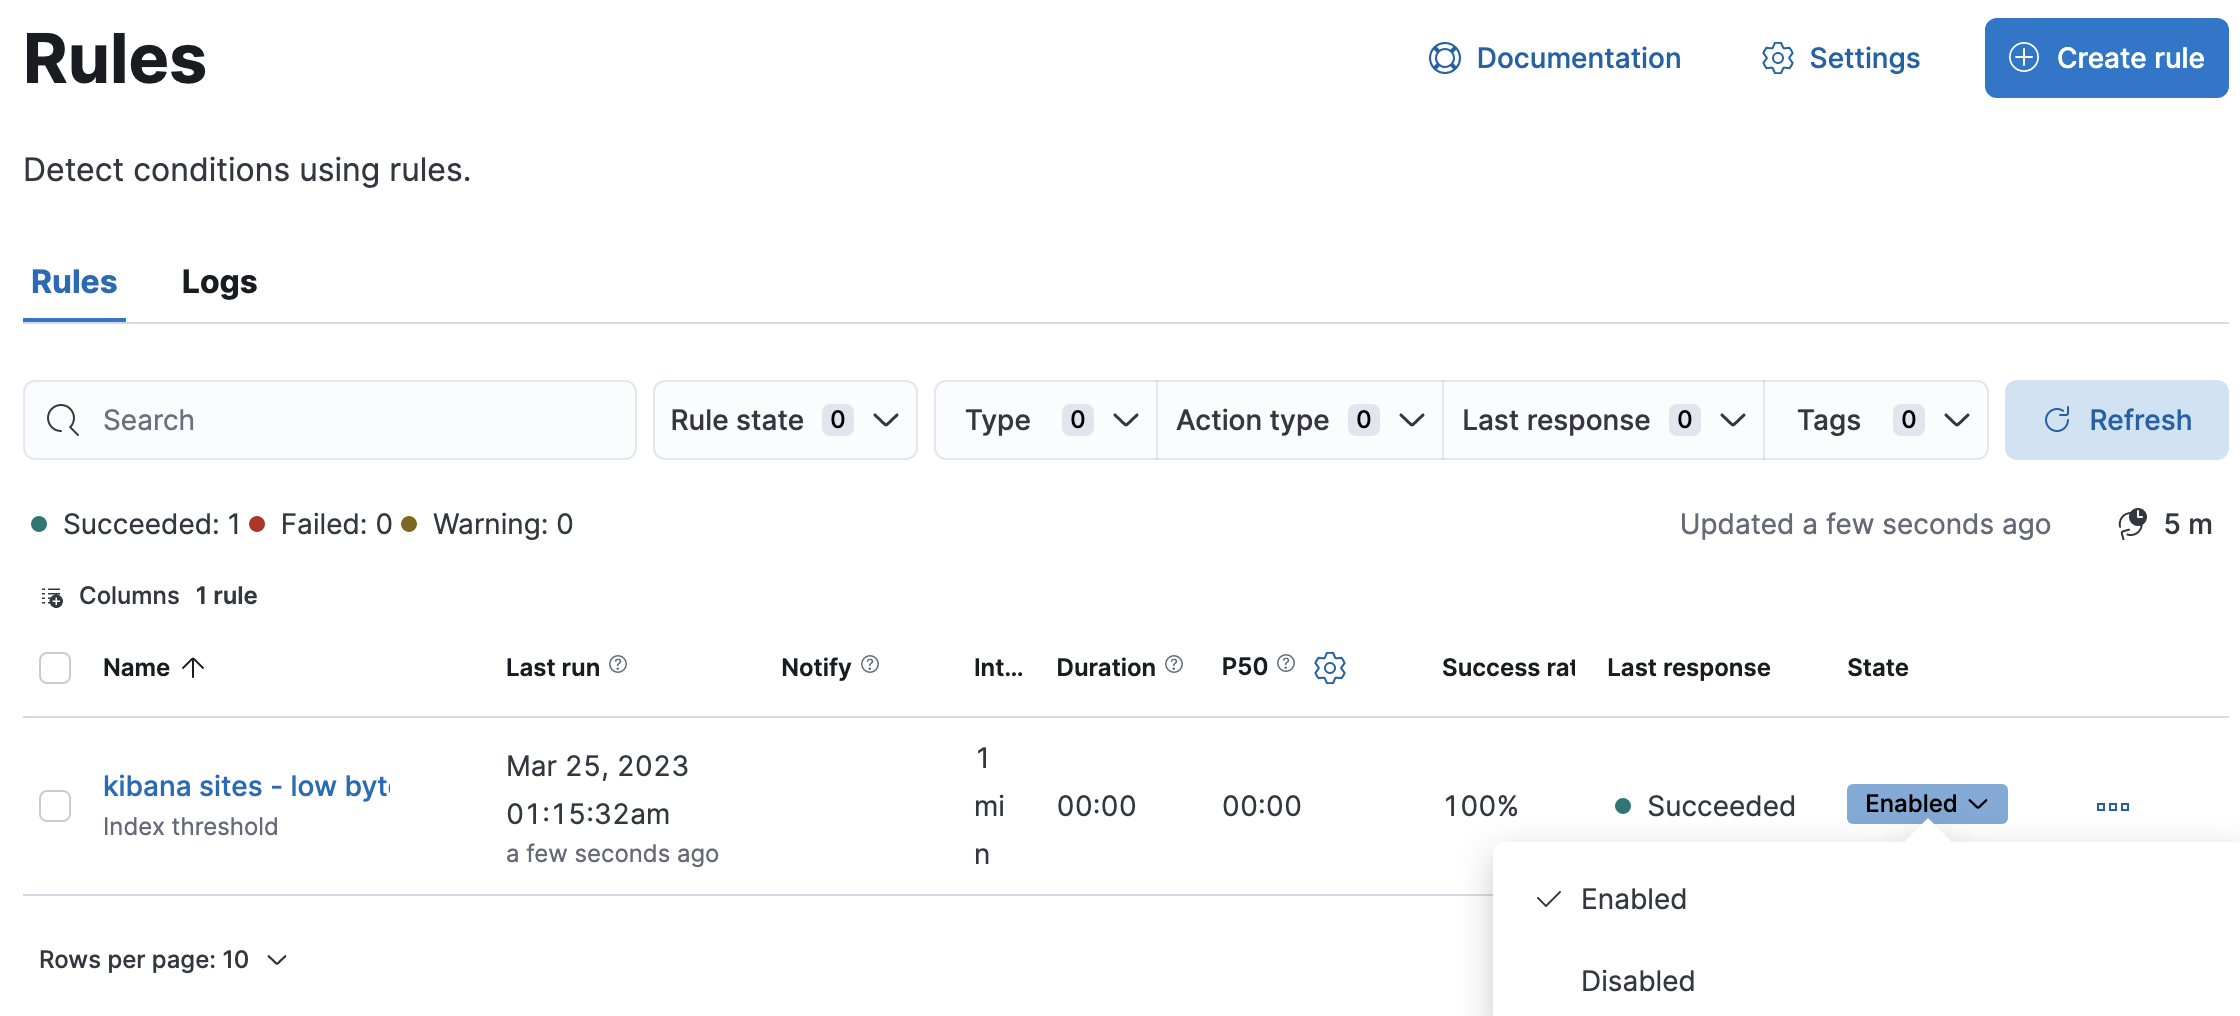 Rules
Documentation
Settings
Create rule
Detect conditions using rules.
Rules
Logs
Search
Rule state 0
Type 0
Action type 0
Last response 0
Tags 0
Refresh
Succeeded: 1
Failed: 0
Warning: 0
Updated a few seconds ago
5 m
Columns
1 rule
Name
Last run
Notify
Int...
Duration
P50
Success rat
Last response
State
kibana sites - low byt
Index threshold
Mar 25, 2023
01:15:32am
a few seconds ago
1
mi
n
00:00
00:00
100%
Succeeded
Enabled
Enabled
Disabled
Rows per page: 10